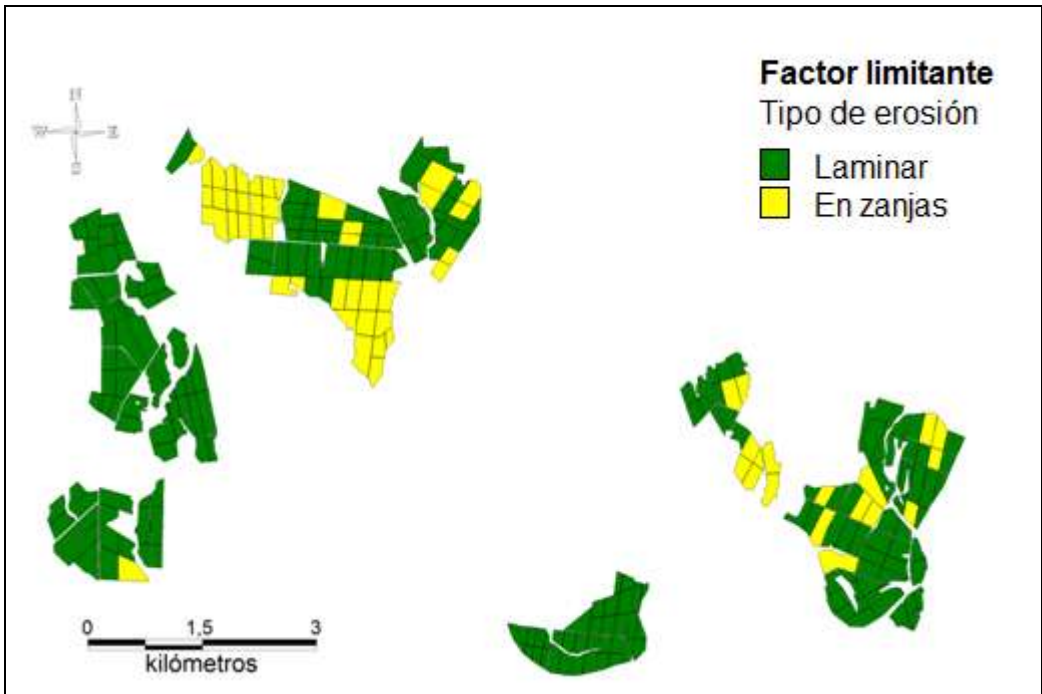 Factor limitante
Tipo de erosión
Laminar
En zanjas
0 1,5 3
kilómetros